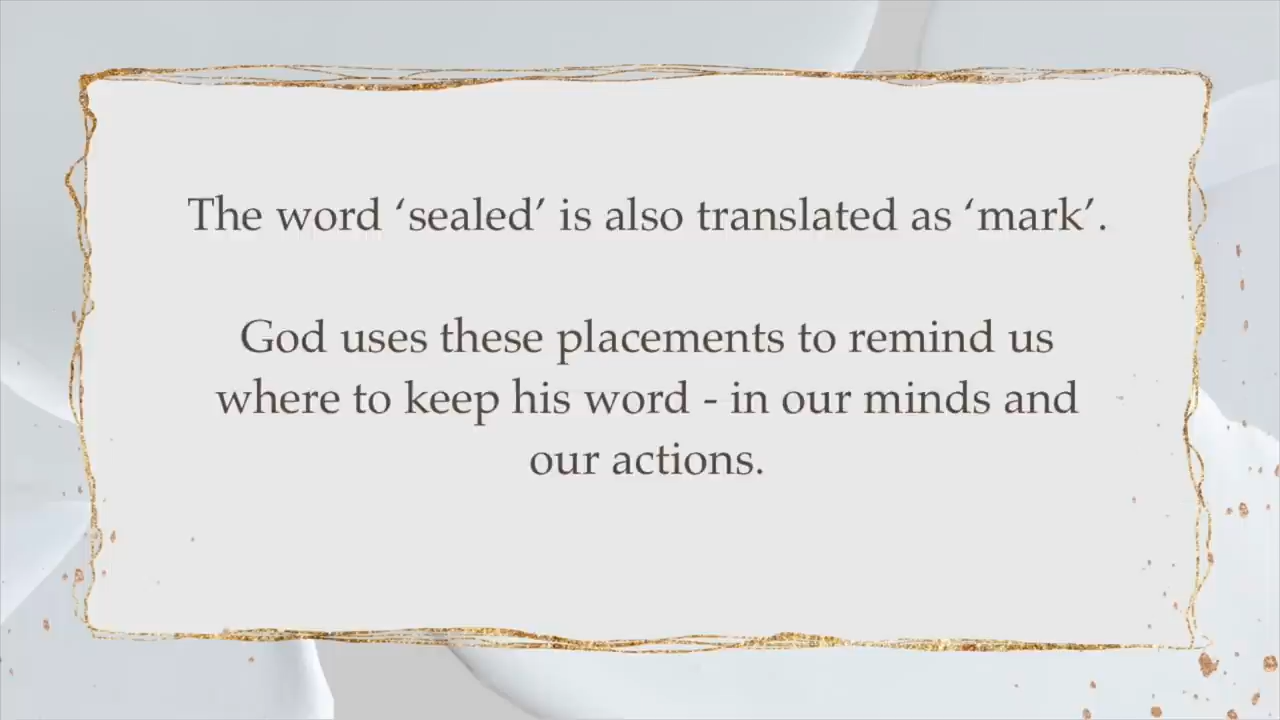 The word ‘sealed’ is also translated as ‘mark’.
God uses these placements to remind us
where to keep his word - in our minds and
our actions.